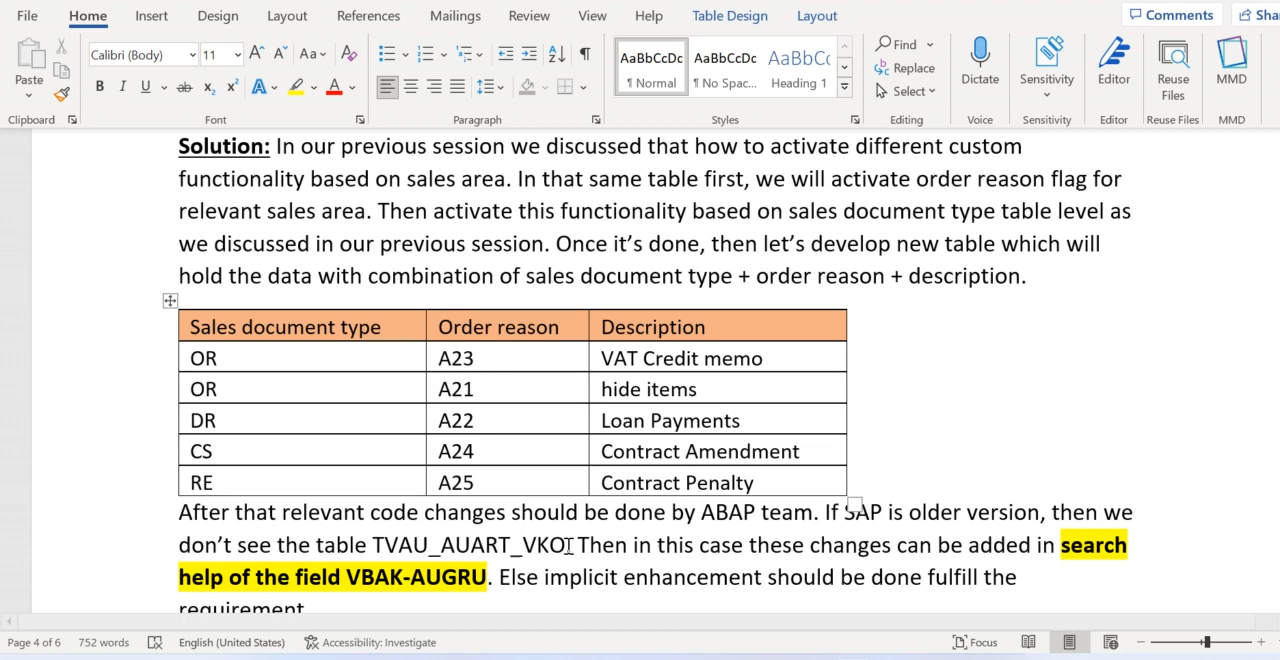 File Home Insert Design Layout References Mailings Review View Help Table Design Layout Comments
Calibri (Body) 11 Aa AaBbCcDc AaBbCcDc Find
Paste B I U ab x₂ x² A A ¶ Normal ¶ No Spac... Heading 1 Replace Select Dictate Sensitivity Editor Reuse Files MMD
Clipboard Font Paragraph Styles Editing Voice Sensitivity Editor Reuse Files MMD
Solution: In our previous session we discussed that how to activate different custom
functionality based on sales area. In that same table first, we will activate order reason flag for
relevant sales area. Then activate this functionality based on sales document type table level as
we discussed in our previous session. Once it’s done, then let’s develop new table which will
hold the data with combination of sales document type + order reason + description.
Sales document type Order reason Description
OR A23 VAT Credit memo
OR A21 hide items
DR A22 Loan Payments
CS A24 Contract Amendment
RE A25 Contract Penalty
After that relevant code changes should be done by ABAP team. If SAP is older version, then we
don’t see the table TVAU_AUART_VKO. Then in this case these changes can be added in search
help of the field VBAK-AUGRU. Else implicit enhancement should be done fulfill the
requirement
Page 4 of 6 752 words English (United States) Accessibility: Investigate Focus